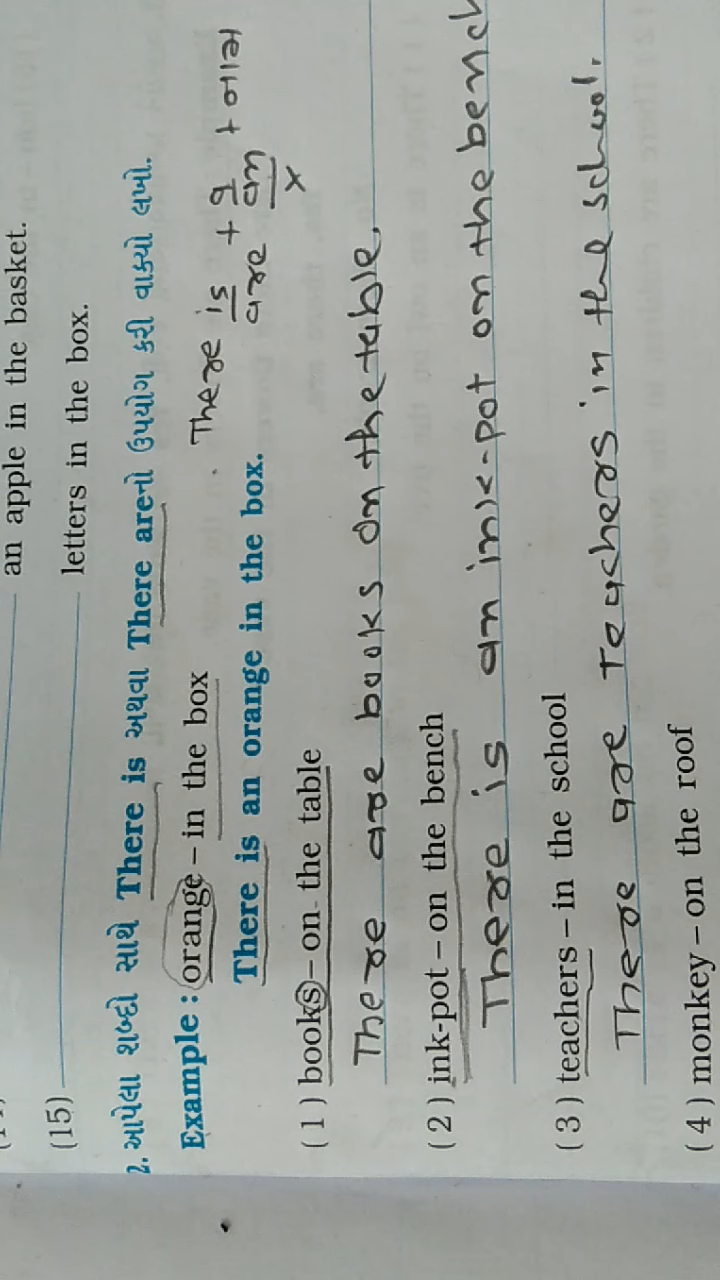 an apple in the basket.
(15) letters in the box.
2. આપેલા શબ્દો સાથે There is અથવા There areનો ઉપયોગ કરી વાક્યો લખો.
Example : orange – in the box
There is an orange in the box.
There is + a + નામ
are an
x
( 1 ) books – on the table
There are books on the table.
( 2 ) ink-pot – on the bench
There is an ink-pot on the bench
( 3 ) teachers – in the school
There are teachers in the school.
( 4 ) monkey – on the roof